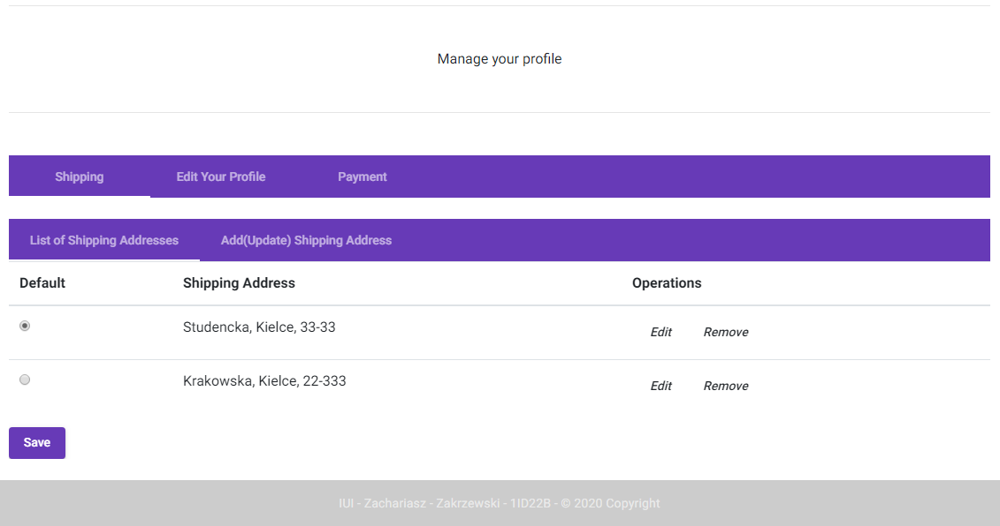 Manage your profile
Shipping Edit Your Profile Payment
List of Shipping Addresses Add(Update) Shipping Address
Default Shipping Address Operations
Studencka, Kielce, 33-33 Edit Remove
Krakowska, Kielce, 22-333 Edit Remove
Save
IUI - Zachariasz - Zakrzewski - 1ID22B - © 2020 Copyright